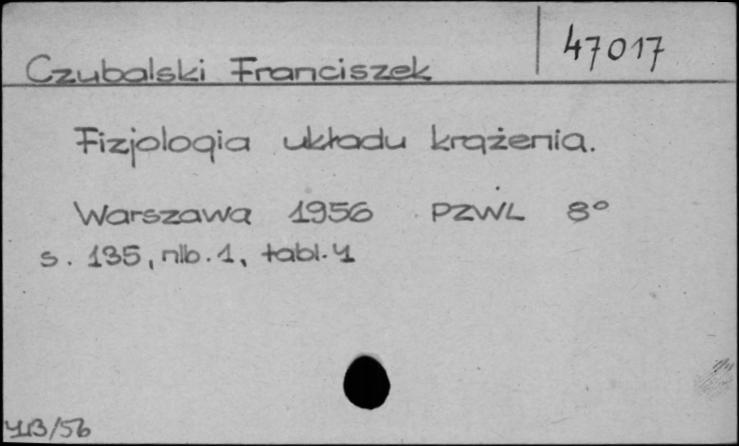 47017
Czubalski Franciszek
Fizjologia układu krążenia.
Warszawa 1956 PZWL 8°
s. 135, nlb. 1, tabl. 4
413/56